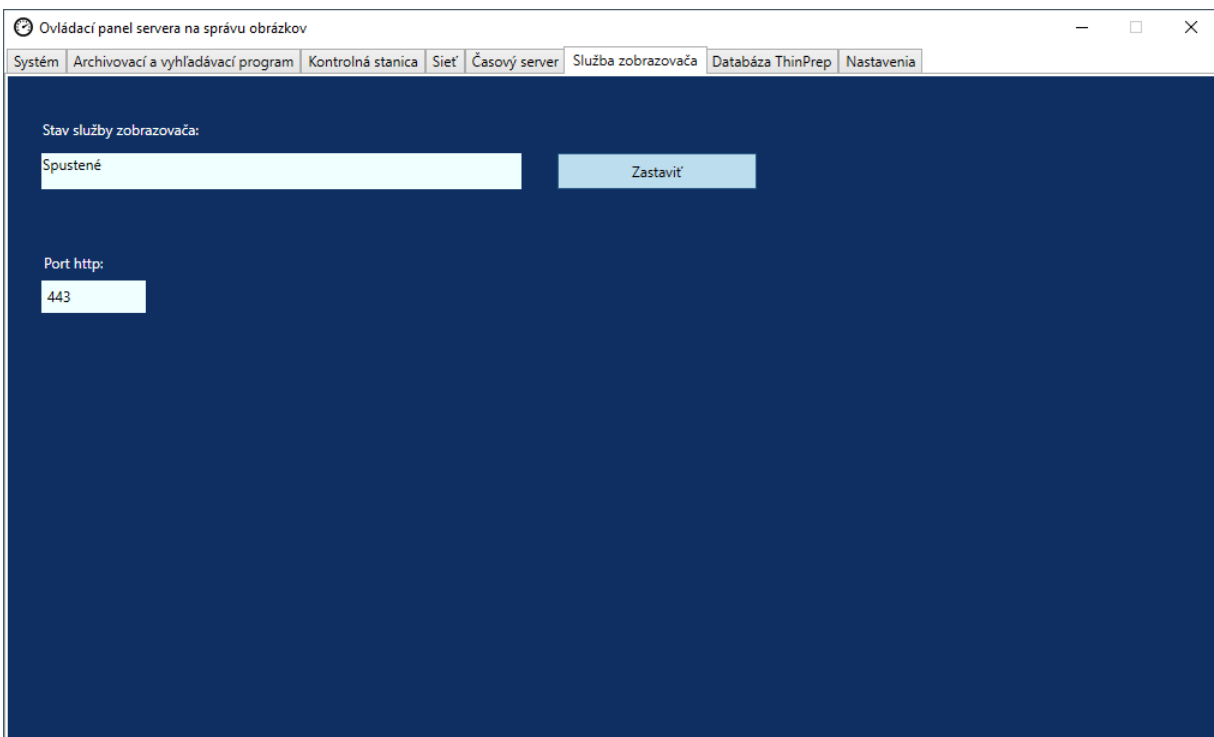 Ovládací panel servera na správu obrázkov
Systém Archivovací a vyhľadávací program Kontrolná stanica Sieť Časový server Služba zobrazovača Databáza ThinPrep Nastavenia
Stav služby zobrazovača:
Spustené Zastaviť
Port http:
443